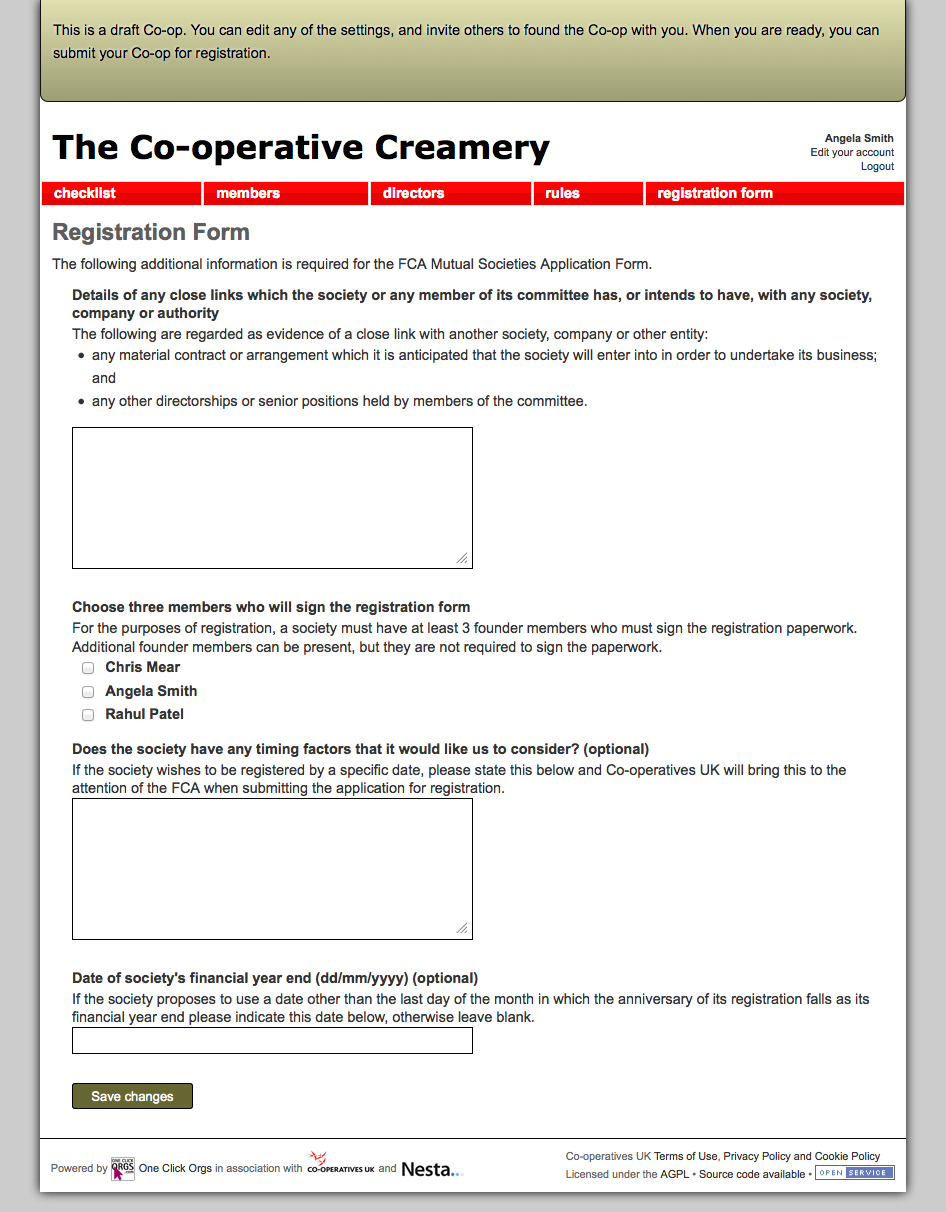 This is a draft Co-op. You can edit any of the settings, and invite others to found the Co-op with you. When you are ready, you can
submit your Co-op for registration.
The Co-operative Creamery
Angela Smith
Edit your account
Logout
checklist members directors rules registration form
Registration Form
The following additional information is required for the FCA Mutual Societies Application Form.
Details of any close links which the society or any member of its committee has, or intends to have, with any society,
company or authority
The following are regarded as evidence of a close link with another society, company or other entity:
• any material contract or arrangement which it is anticipated that the society will enter into in order to undertake its business;
and
• any other directorships or senior positions held by members of the committee.
Choose three members who will sign the registration form
For the purposes of registration, a society must have at least 3 founder members who must sign the registration paperwork.
Additional founder members can be present, but they are not required to sign the paperwork.
Chris Mear
Angela Smith
Rahul Patel
Does the society have any timing factors that it would like us to consider? (optional)
If the society wishes to be registered by a specific date, please state this below and Co-operatives UK will bring this to the
attention of the FCA when submitting the application for registration.
Date of society's financial year end (dd/mm/yyyy) (optional)
If the society proposes to use a date other than the last day of the month in which the anniversary of its registration falls as its
financial year end please indicate this date below, otherwise leave blank.
Save changes
Powered by ONE CLICK ORGS .com One Click Orgs in association with CO-OPERATIVES UK and Nesta...
Co-operatives UK Terms of Use, Privacy Policy and Cookie Policy
Licensed under the AGPL • Source code available • OPEN SERVICE